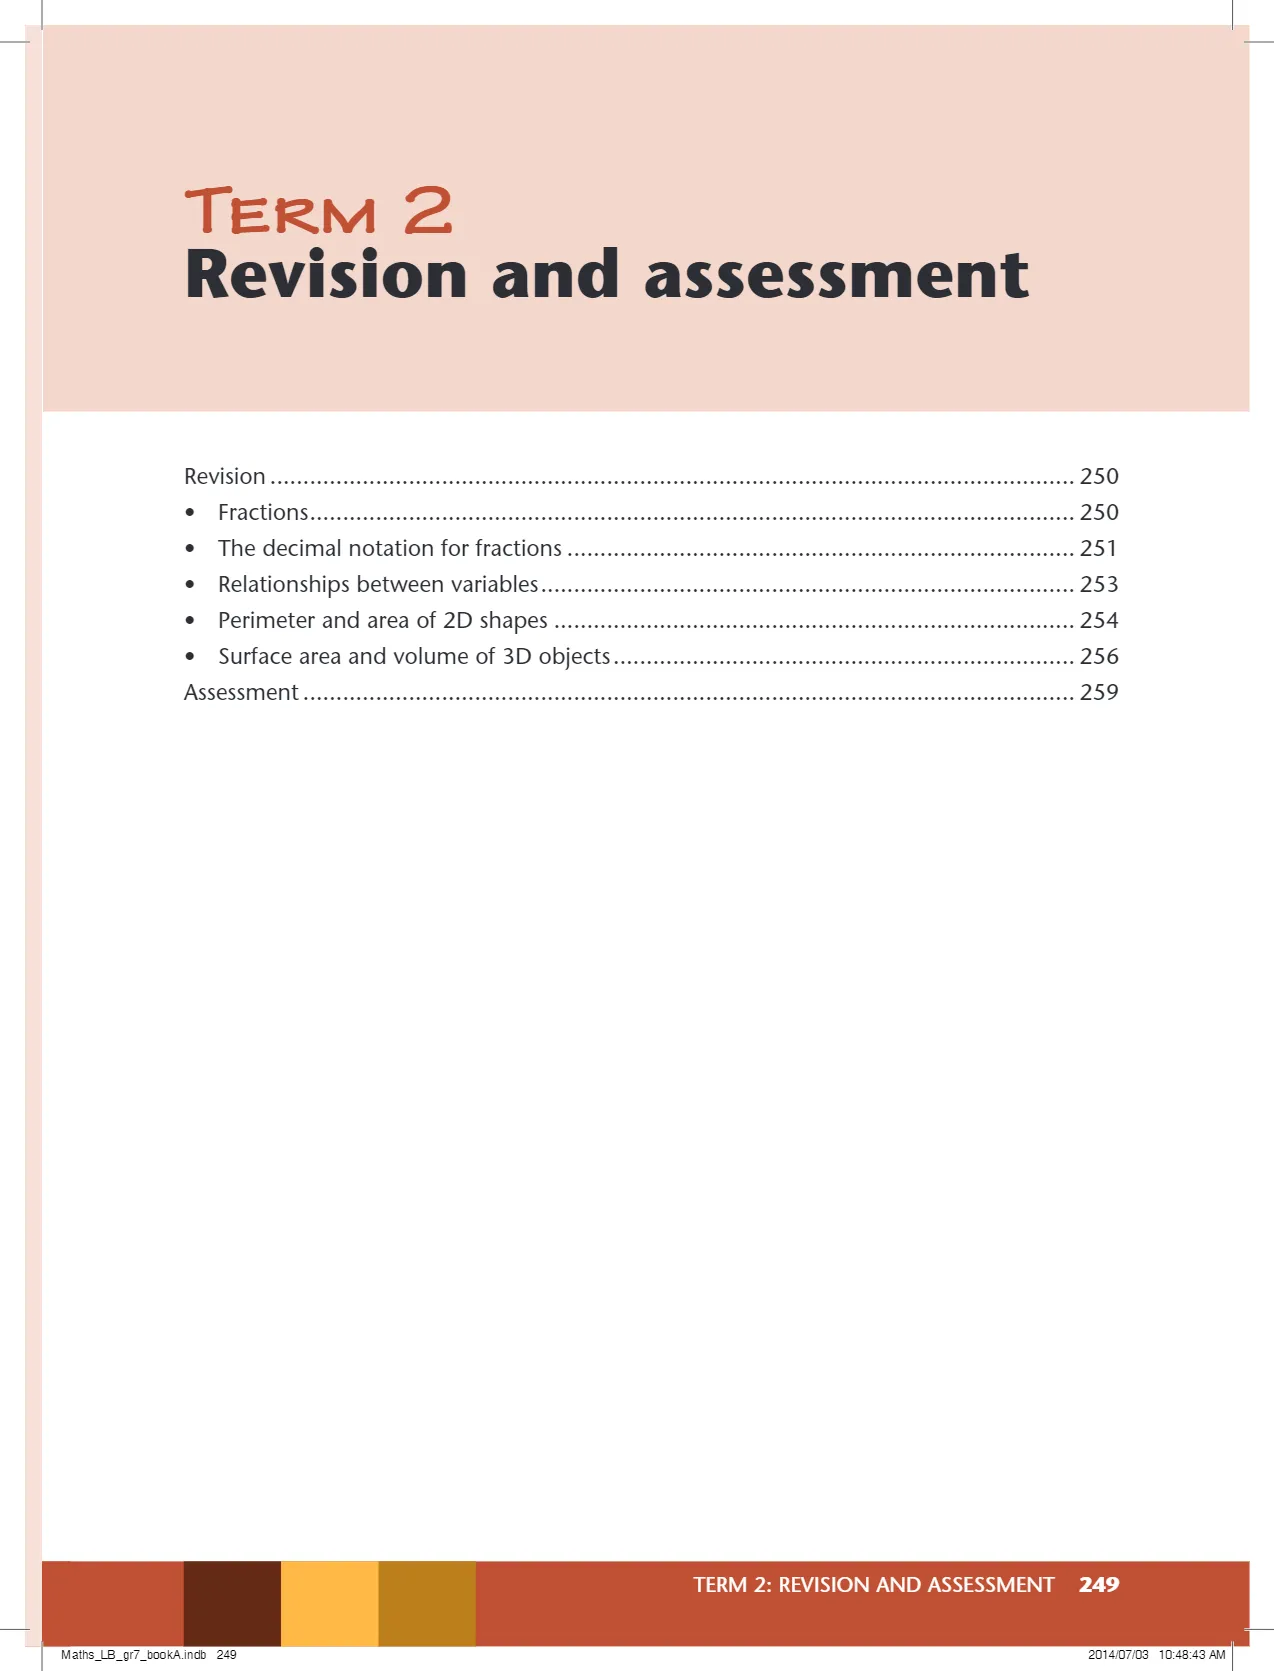 TERM 2
Revision and assessment
Revision ........................................................................................................................... 250
• Fractions..................................................................................................................... 250
• The decimal notation for fractions .............................................................................. 251
• Relationships between variables.................................................................................. 253
• Perimeter and area of 2D shapes ................................................................................ 254
• Surface area and volume of 3D objects....................................................................... 256
Assessment ...................................................................................................................... 259
TERM 2: REVISION AND ASSESSMENT 249
Maths_LB_gr7_bookA.indb 249 2014/07/03 10:48:43 AM